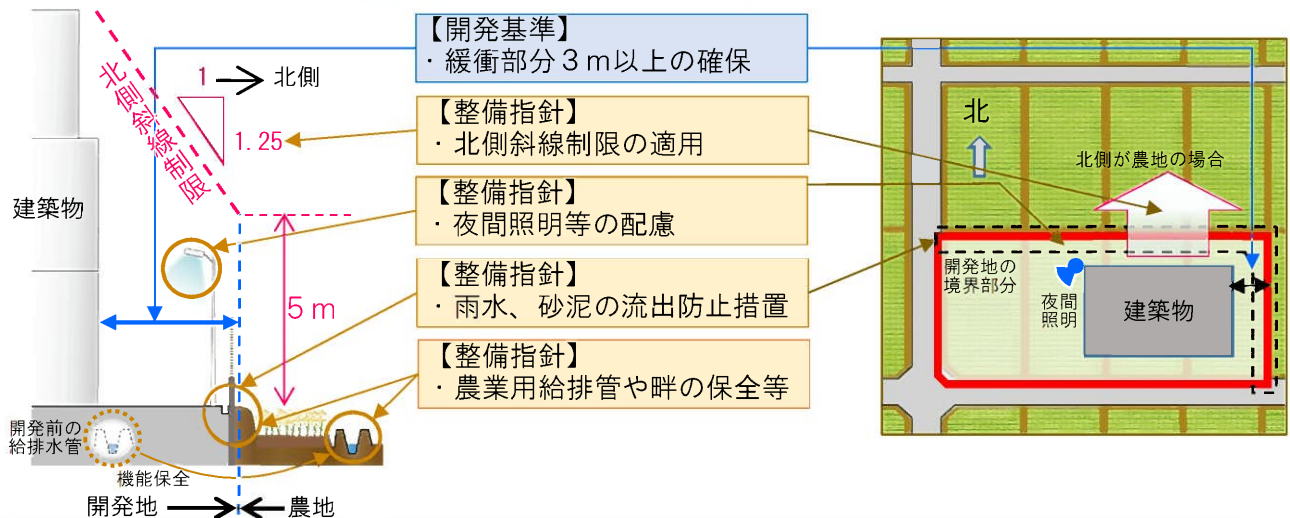 【開発基準】
・緩衝部分3m以上の確保
【整備指針】
・北側斜線制限の適用
【整備指針】
・夜間照明等の配慮
【整備指針】
・雨水、砂泥の流出防止措置
【整備指針】
・農業用給排管や畔の保全等
北側斜線制限
1
北側
1.25
建築物
5m
開発前の
給排水管
機能保全
開発地
農地
北
北側が農地の場合
開発地の
境界部分
夜間
照明
建築物